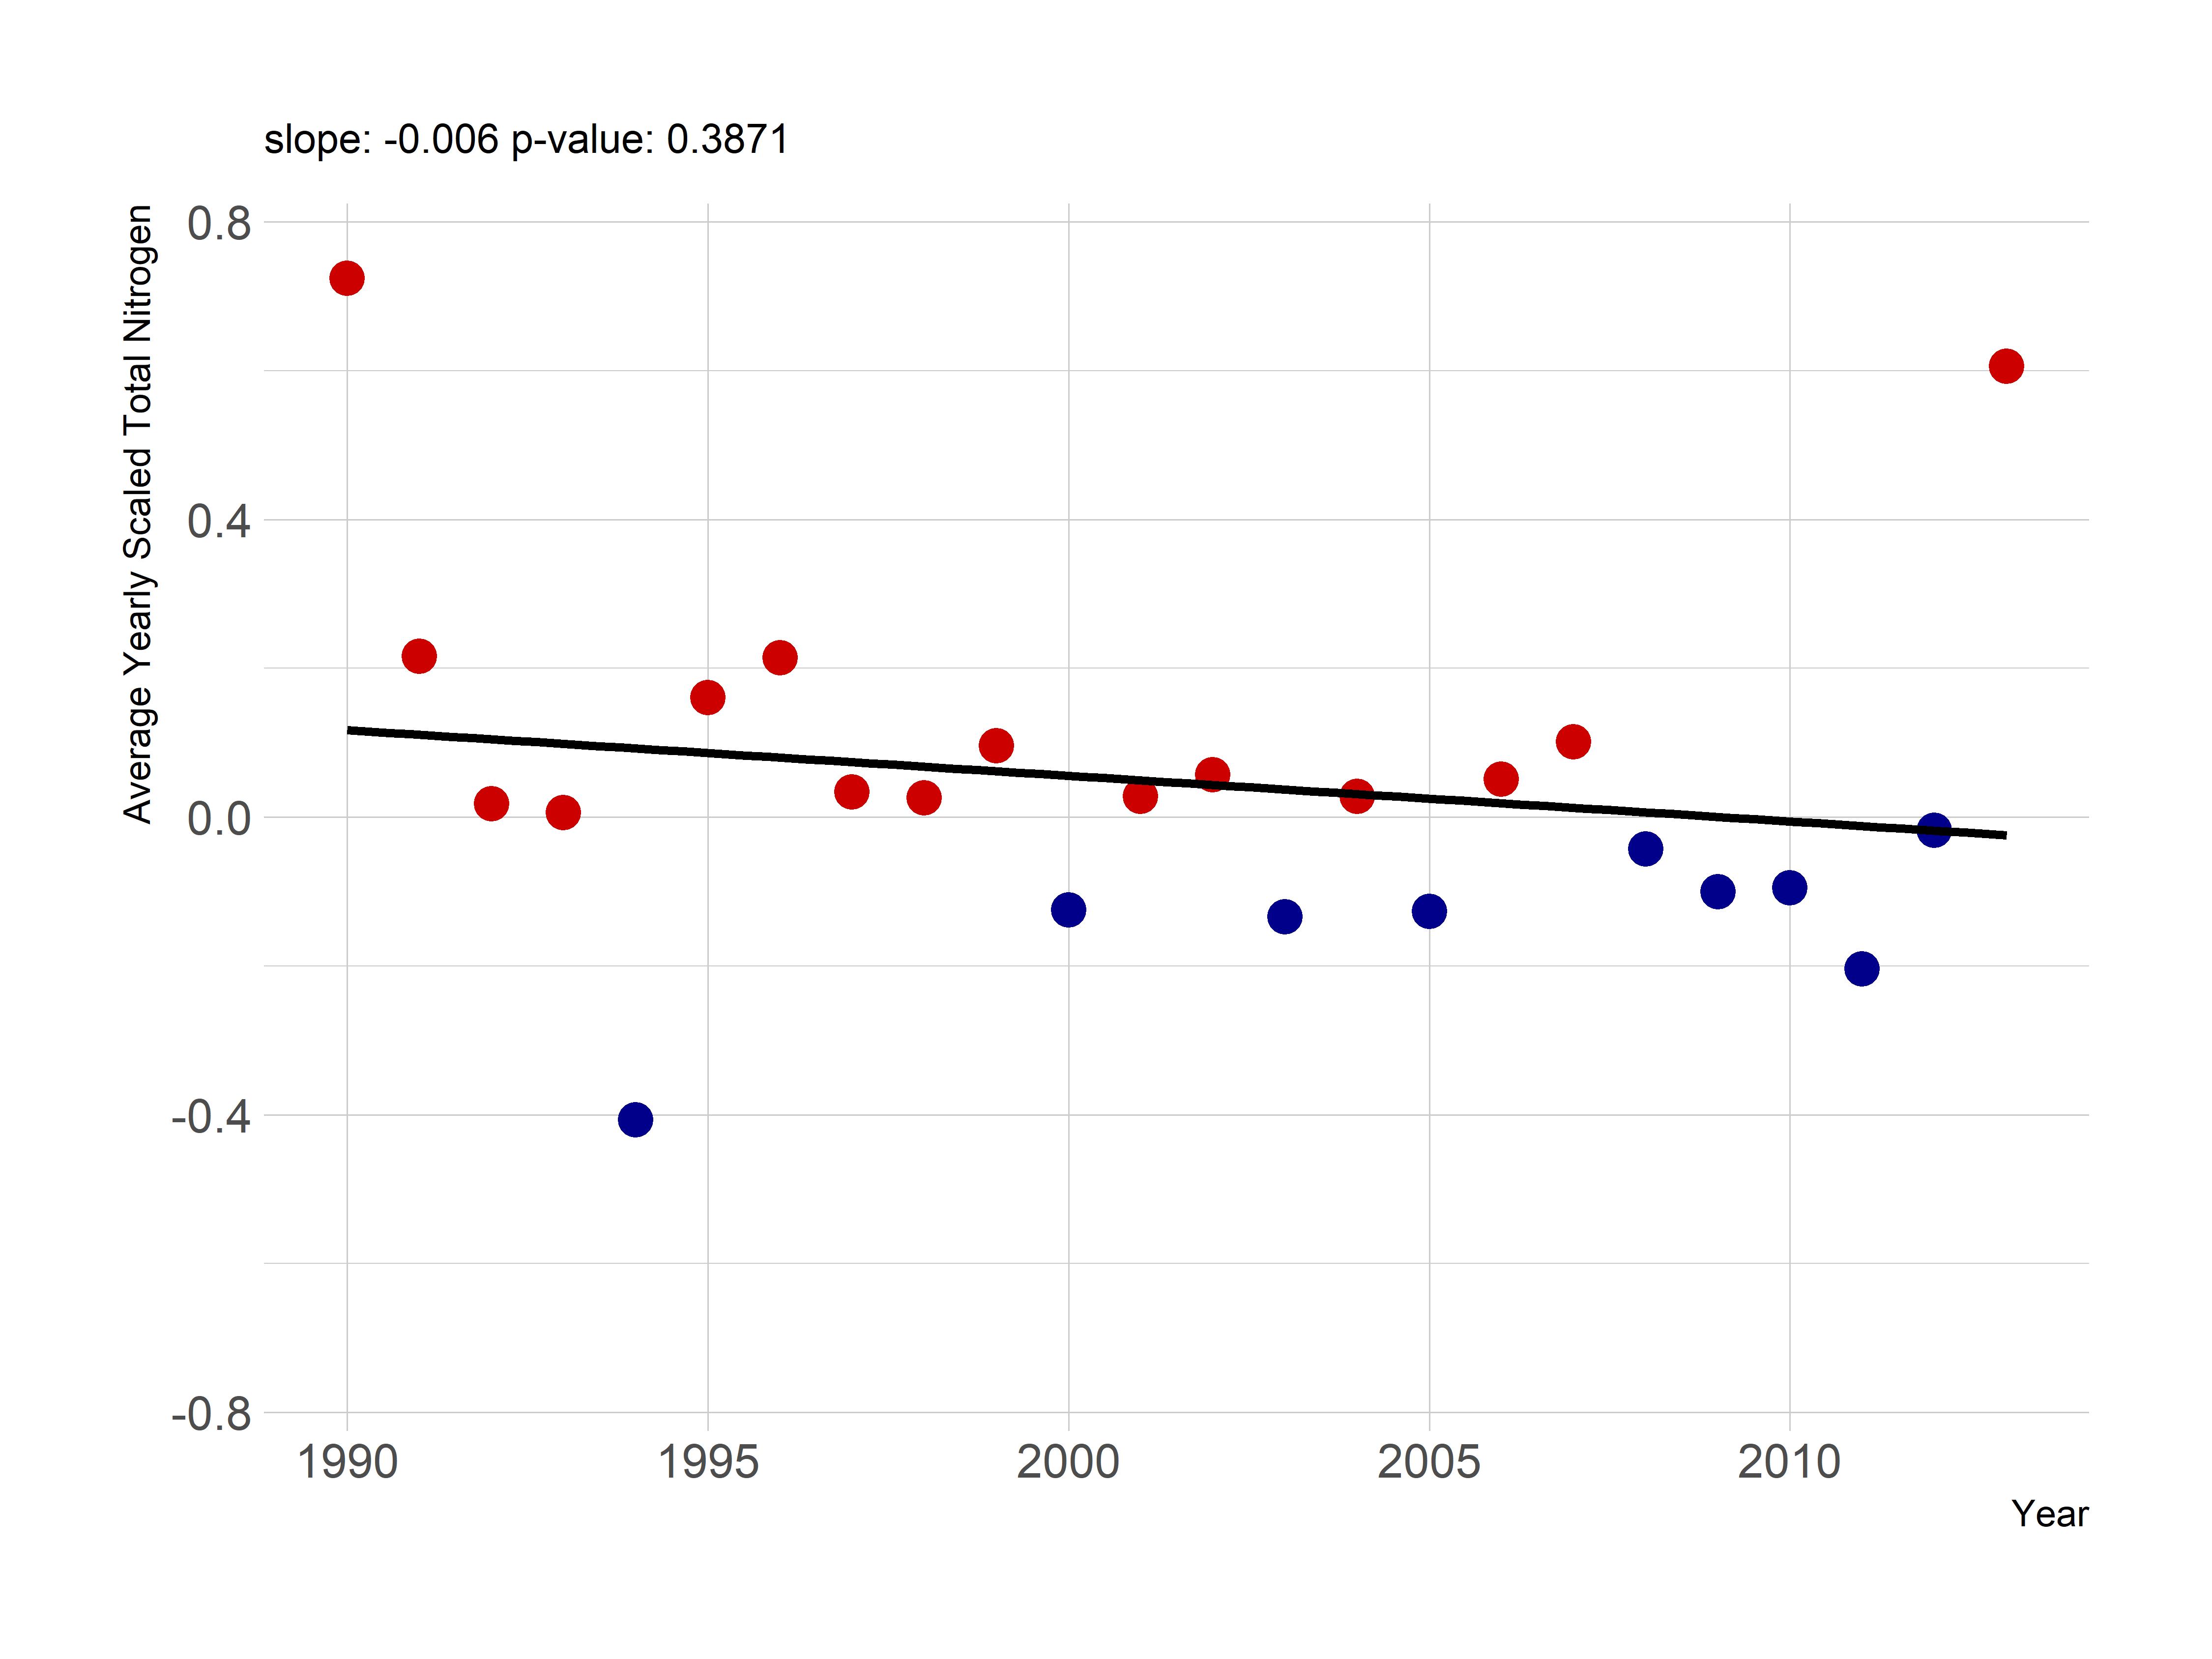 slope: -0.006 p-value: 0.3871
Average Yearly Scaled Total Nitrogen
0.8
0.4
0.0
-0.4
-0.8
1990 1995 2000 2005 2010
Year